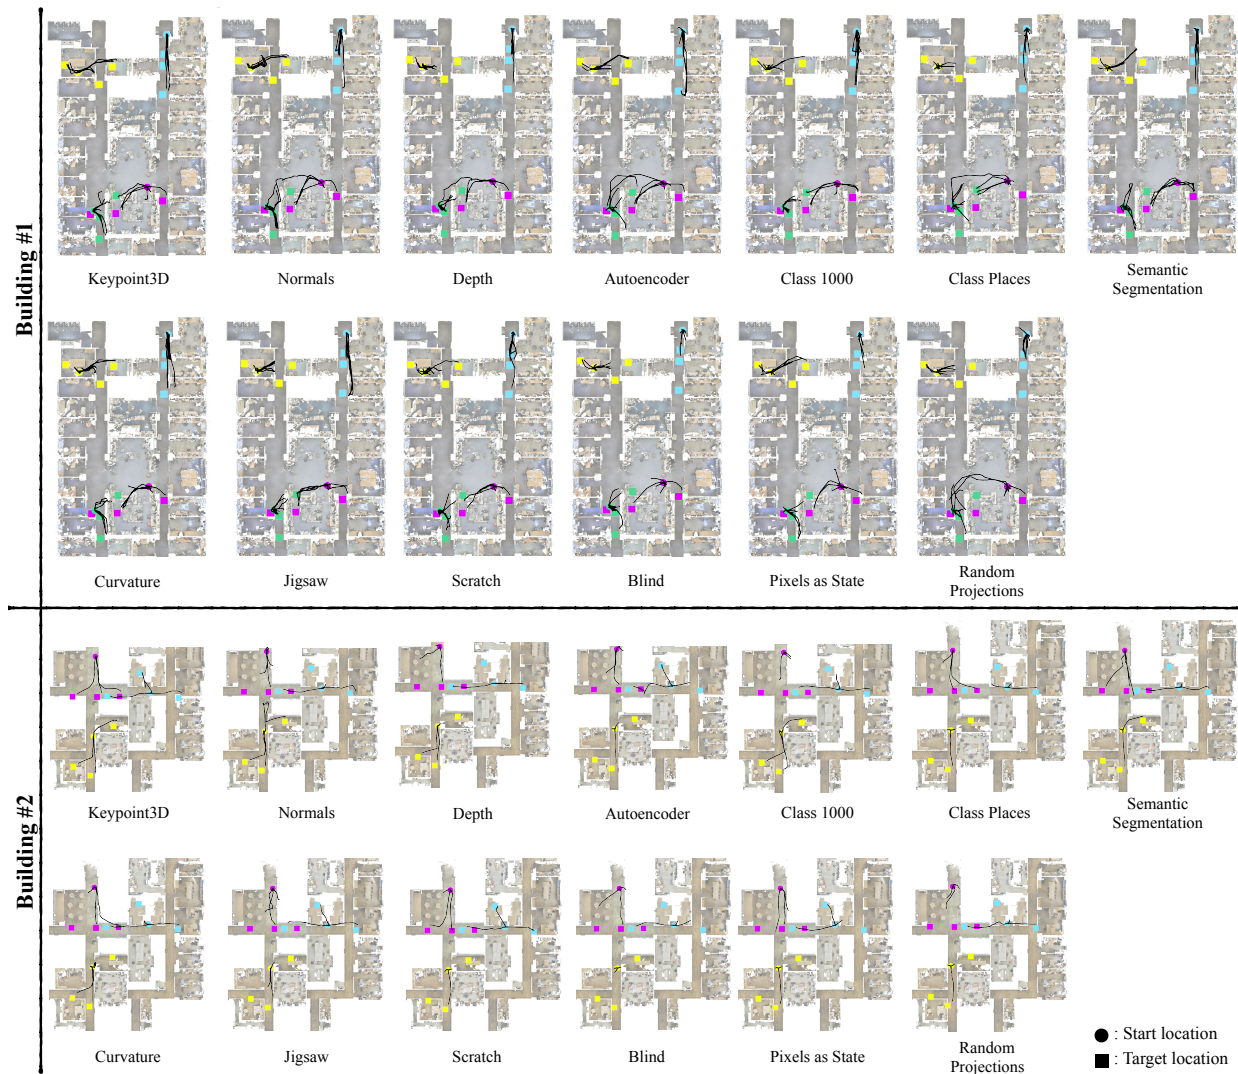 Building #1
Keypoint3D
Normals
Depth
Autoencoder
Class 1000
Class Places
Semantic
Segmentation
Curvature
Jigsaw
Scratch
Blind
Pixels as State
Random
Projections
Building #2
Keypoint3D
Normals
Depth
Autoencoder
Class 1000
Class Places
Semantic
Segmentation
Curvature
Jigsaw
Scratch
Blind
Pixels as State
Random
Projections
: Start location
: Target location